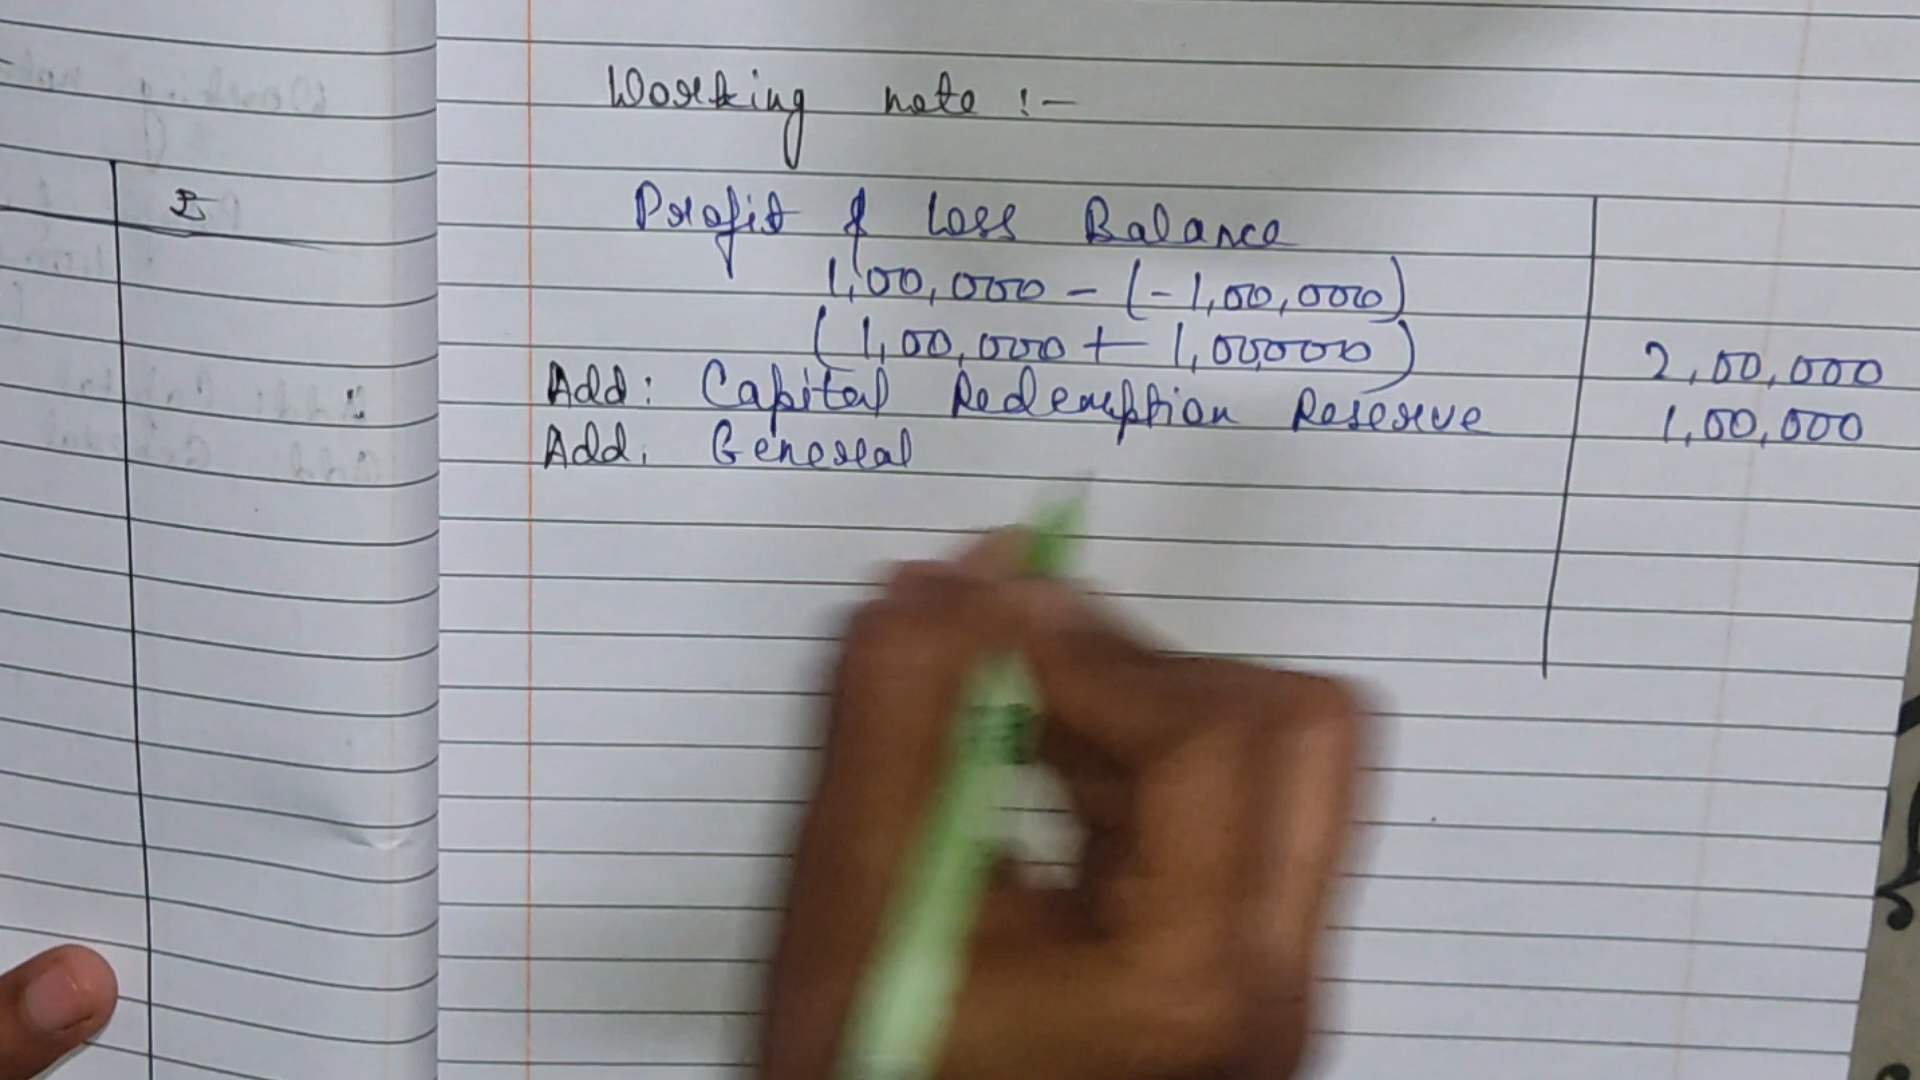 ₹
Working note :-
Profit & Loss Balance
1,00,000 - (-1,00,000)
(1,00,000 + 1,00,000) 2,00,000
Add: Capital Redemption Reserve 1,00,000
Add: General